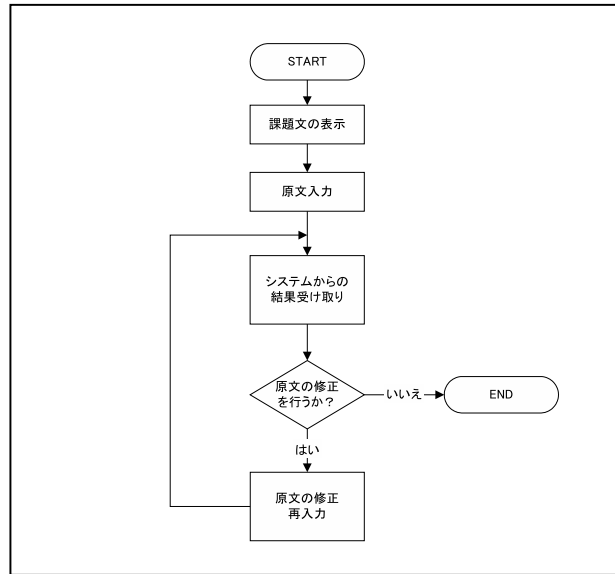 START
課題文の表示
原文入力
システムからの
結果受け取り
原文の修正
を行うか？
いいえ
END
はい
原文の修正
再入力